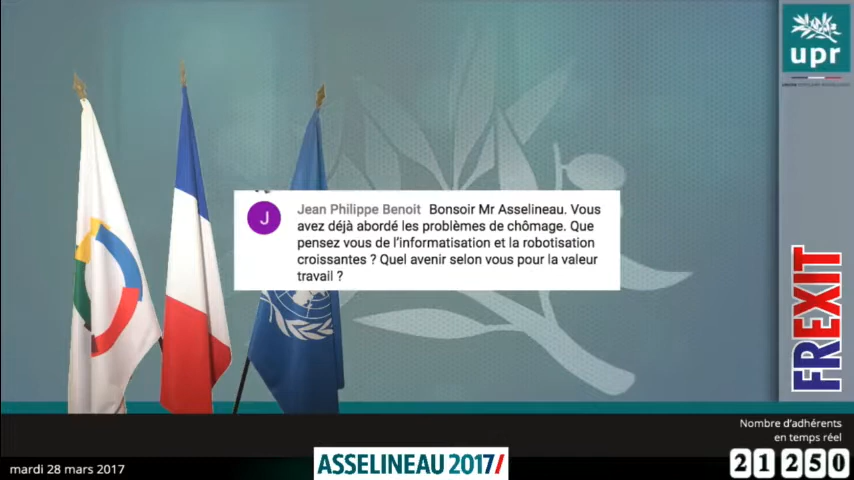 upr
J
Jean Philippe Benoit Bonsoir Mr Asselineau. Vous
avez déjà abordé les problèmes de chômage. Que
pensez vous de l'informatisation et la robotisation
croissantes ? Quel avenir selon vous pour la valeur
travail ?
FREXIT
Nombre d'adhérents
en temps réel
21 250
mardi 28 mars 2017
ASSELINEAU 2017/